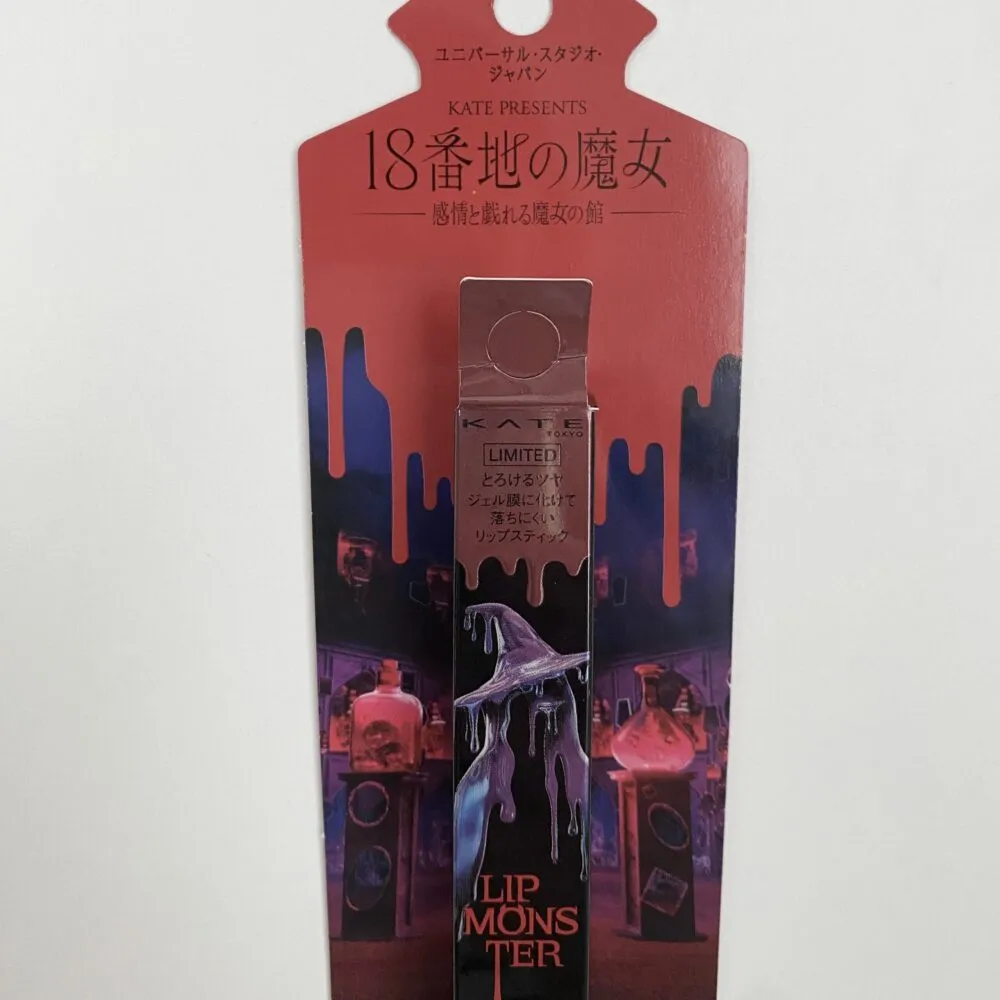 ユニバーサル・スタジオ・
ジャパン
KATE PRESENTS
18番地の魔女
感情と戯れる魔女の館
KATE
TOKYO
LIMITED
とろけるツヤ
ジェル膜に化けて
落ちにくい
リップスティック
LIP
MONS
TER